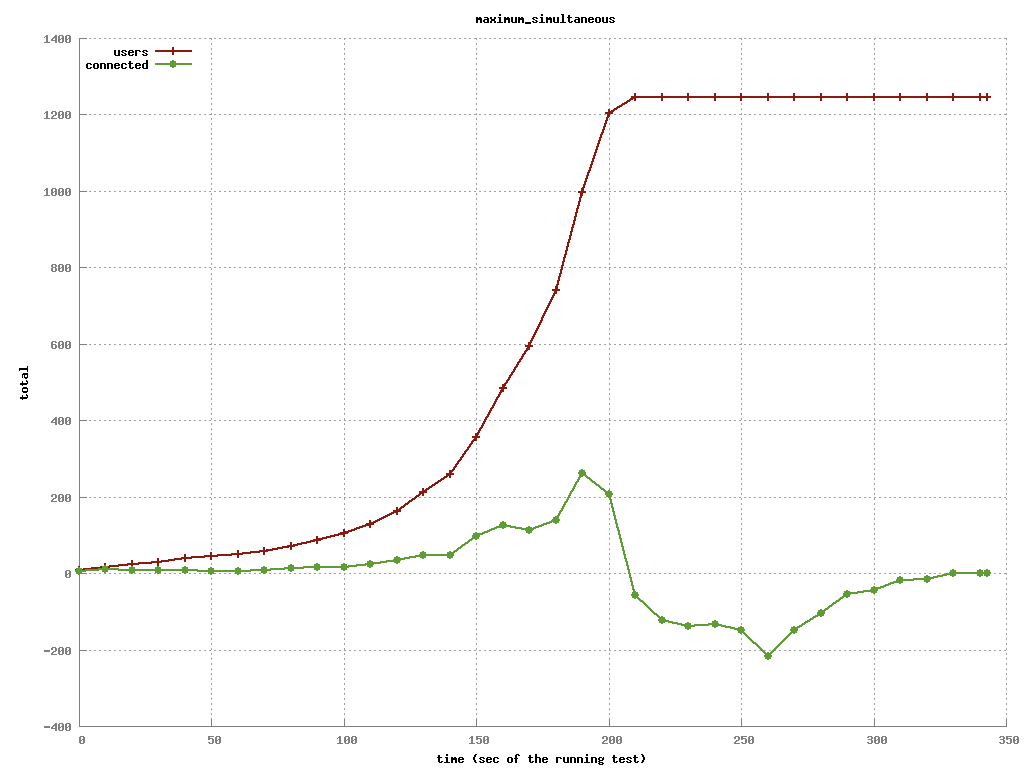 maximum_simultaneous
users
connected
1400
1200
1000
800
600
400
200
0
-200
-400
total
0 50 100 150 200 250 300 350
time (sec of the running test)